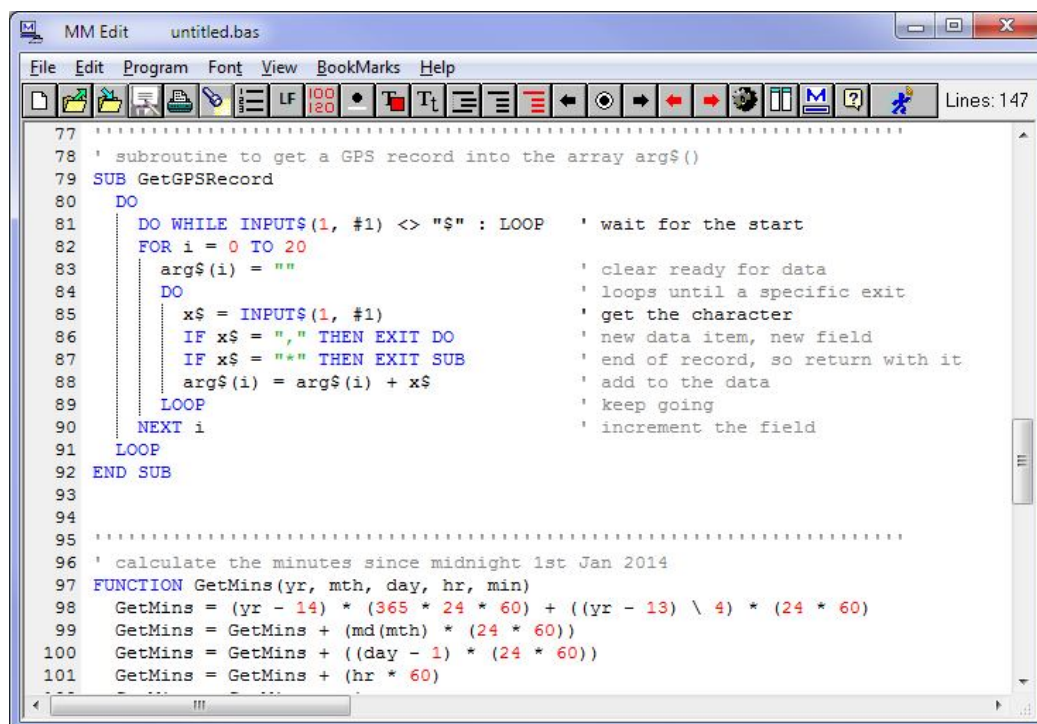 MM Edit untitled.bas
File Edit Program Font View BookMarks Help
LF 100 120 T Tt M ? Lines: 147
77 '''''''''''''''''''''''''''''''''''''''''''''''''''''''''''''''''''''''
78 ' subroutine to get a GPS record into the array arg$()
79 SUB GetGPSRecord
80 DO
81 DO WHILE INPUT$(1, #1) <> "$" : LOOP ' wait for the start
82 FOR i = 0 TO 20
83 arg$(i) = "" ' clear ready for data
84 DO ' loops until a specific exit
85 x$ = INPUT$(1, #1) ' get the character
86 IF x$ = "," THEN EXIT DO ' new data item, new field
87 IF x$ = "*" THEN EXIT SUB ' end of record, so return with it
88 arg$(i) = arg$(i) + x$ ' add to the data
89 LOOP ' keep going
90 NEXT i ' increment the field
91 LOOP
92 END SUB
93
94
95 '''''''''''''''''''''''''''''''''''''''''''''''''''''''''''''''''''''''
96 ' calculate the minutes since midnight 1st Jan 2014
97 FUNCTION GetMins(yr, mth, day, hr, min)
98 GetMins = (yr - 14) * (365 * 24 * 60) + ((yr - 13) \ 4) * (24 * 60)
99 GetMins = GetMins + (md(mth) * (24 * 60))
100 GetMins = GetMins + ((day - 1) * (24 * 60))
101 GetMins = GetMins + (hr * 60)